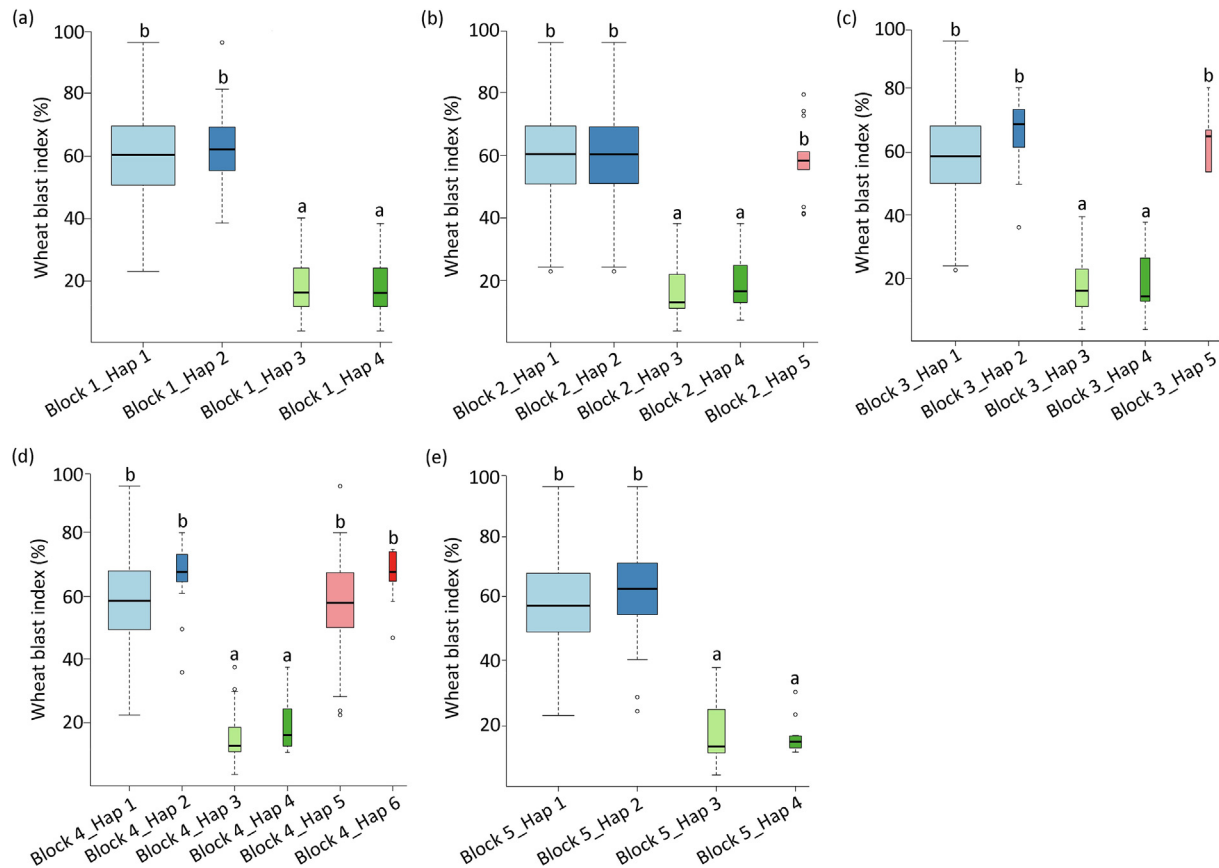 (a)
Wheat blast index (%)
100
80
60
40
20
b
b
a
a
Block 1_Hap 1
Block 1_Hap 2
Block 1_Hap 3
Block 1_Hap 4
(b)
Wheat blast index (%)
100
80
60
40
20
b
b
a
a
b
Block 2_Hap 1
Block 2_Hap 2
Block 2_Hap 3
Block 2_Hap 4
Block 2_Hap 5
(c)
Wheat blast index (%)
100
80
60
40
20
b
b
a
a
b
Block 3_Hap 1
Block 3_Hap 2
Block 3_Hap 3
Block 3_Hap 4
Block 3_Hap 5
(d)
Wheat blast index (%)
100
80
60
40
20
b
b
a
a
b
b
Block 4_Hap 1
Block 4_Hap 2
Block 4_Hap 3
Block 4_Hap 4
Block 4_Hap 5
Block 4_Hap 6
(e)
Wheat blast index (%)
100
80
60
40
20
b
b
a
a
Block 5_Hap 1
Block 5_Hap 2
Block 5_Hap 3
Block 5_Hap 4